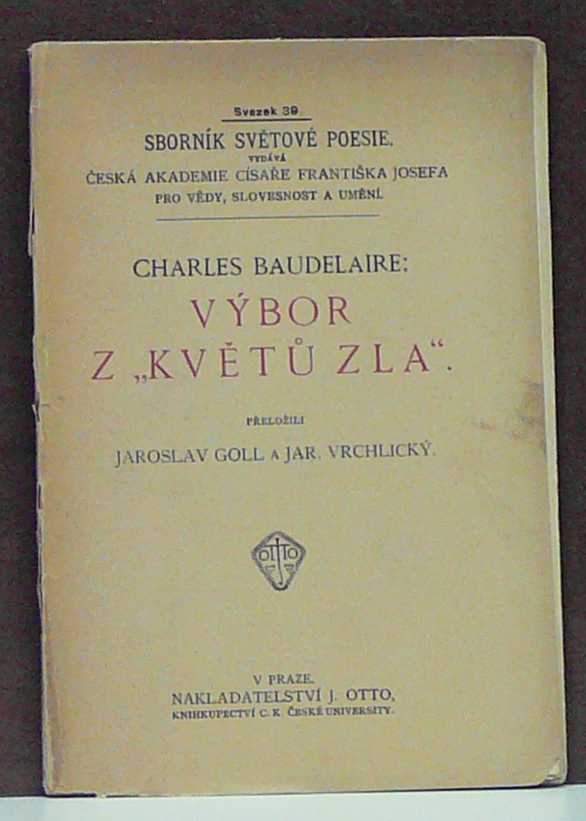 Svazek 39.
SBORNÍK SVĚTOVÉ POESIE.
VYDÁVÁ
ČESKÁ AKADEMIE CÍSAŘE FRANTIŠKA JOSEFA
PRO VĚDY, SLOVESNOST A UMĚNÍ.
CHARLES BAUDELAIRE:
VÝBOR
Z „KVĚTŮ ZLA“.
PŘELOŽILI
JAROSLAV GOLL A JAR. VRCHLICKÝ.
OTTO
V PRAZE.
NAKLADATELSTVÍ J. OTTO,
KNIHKUPECTVÍ C. K. ČESKÉ UNIVERSITY.